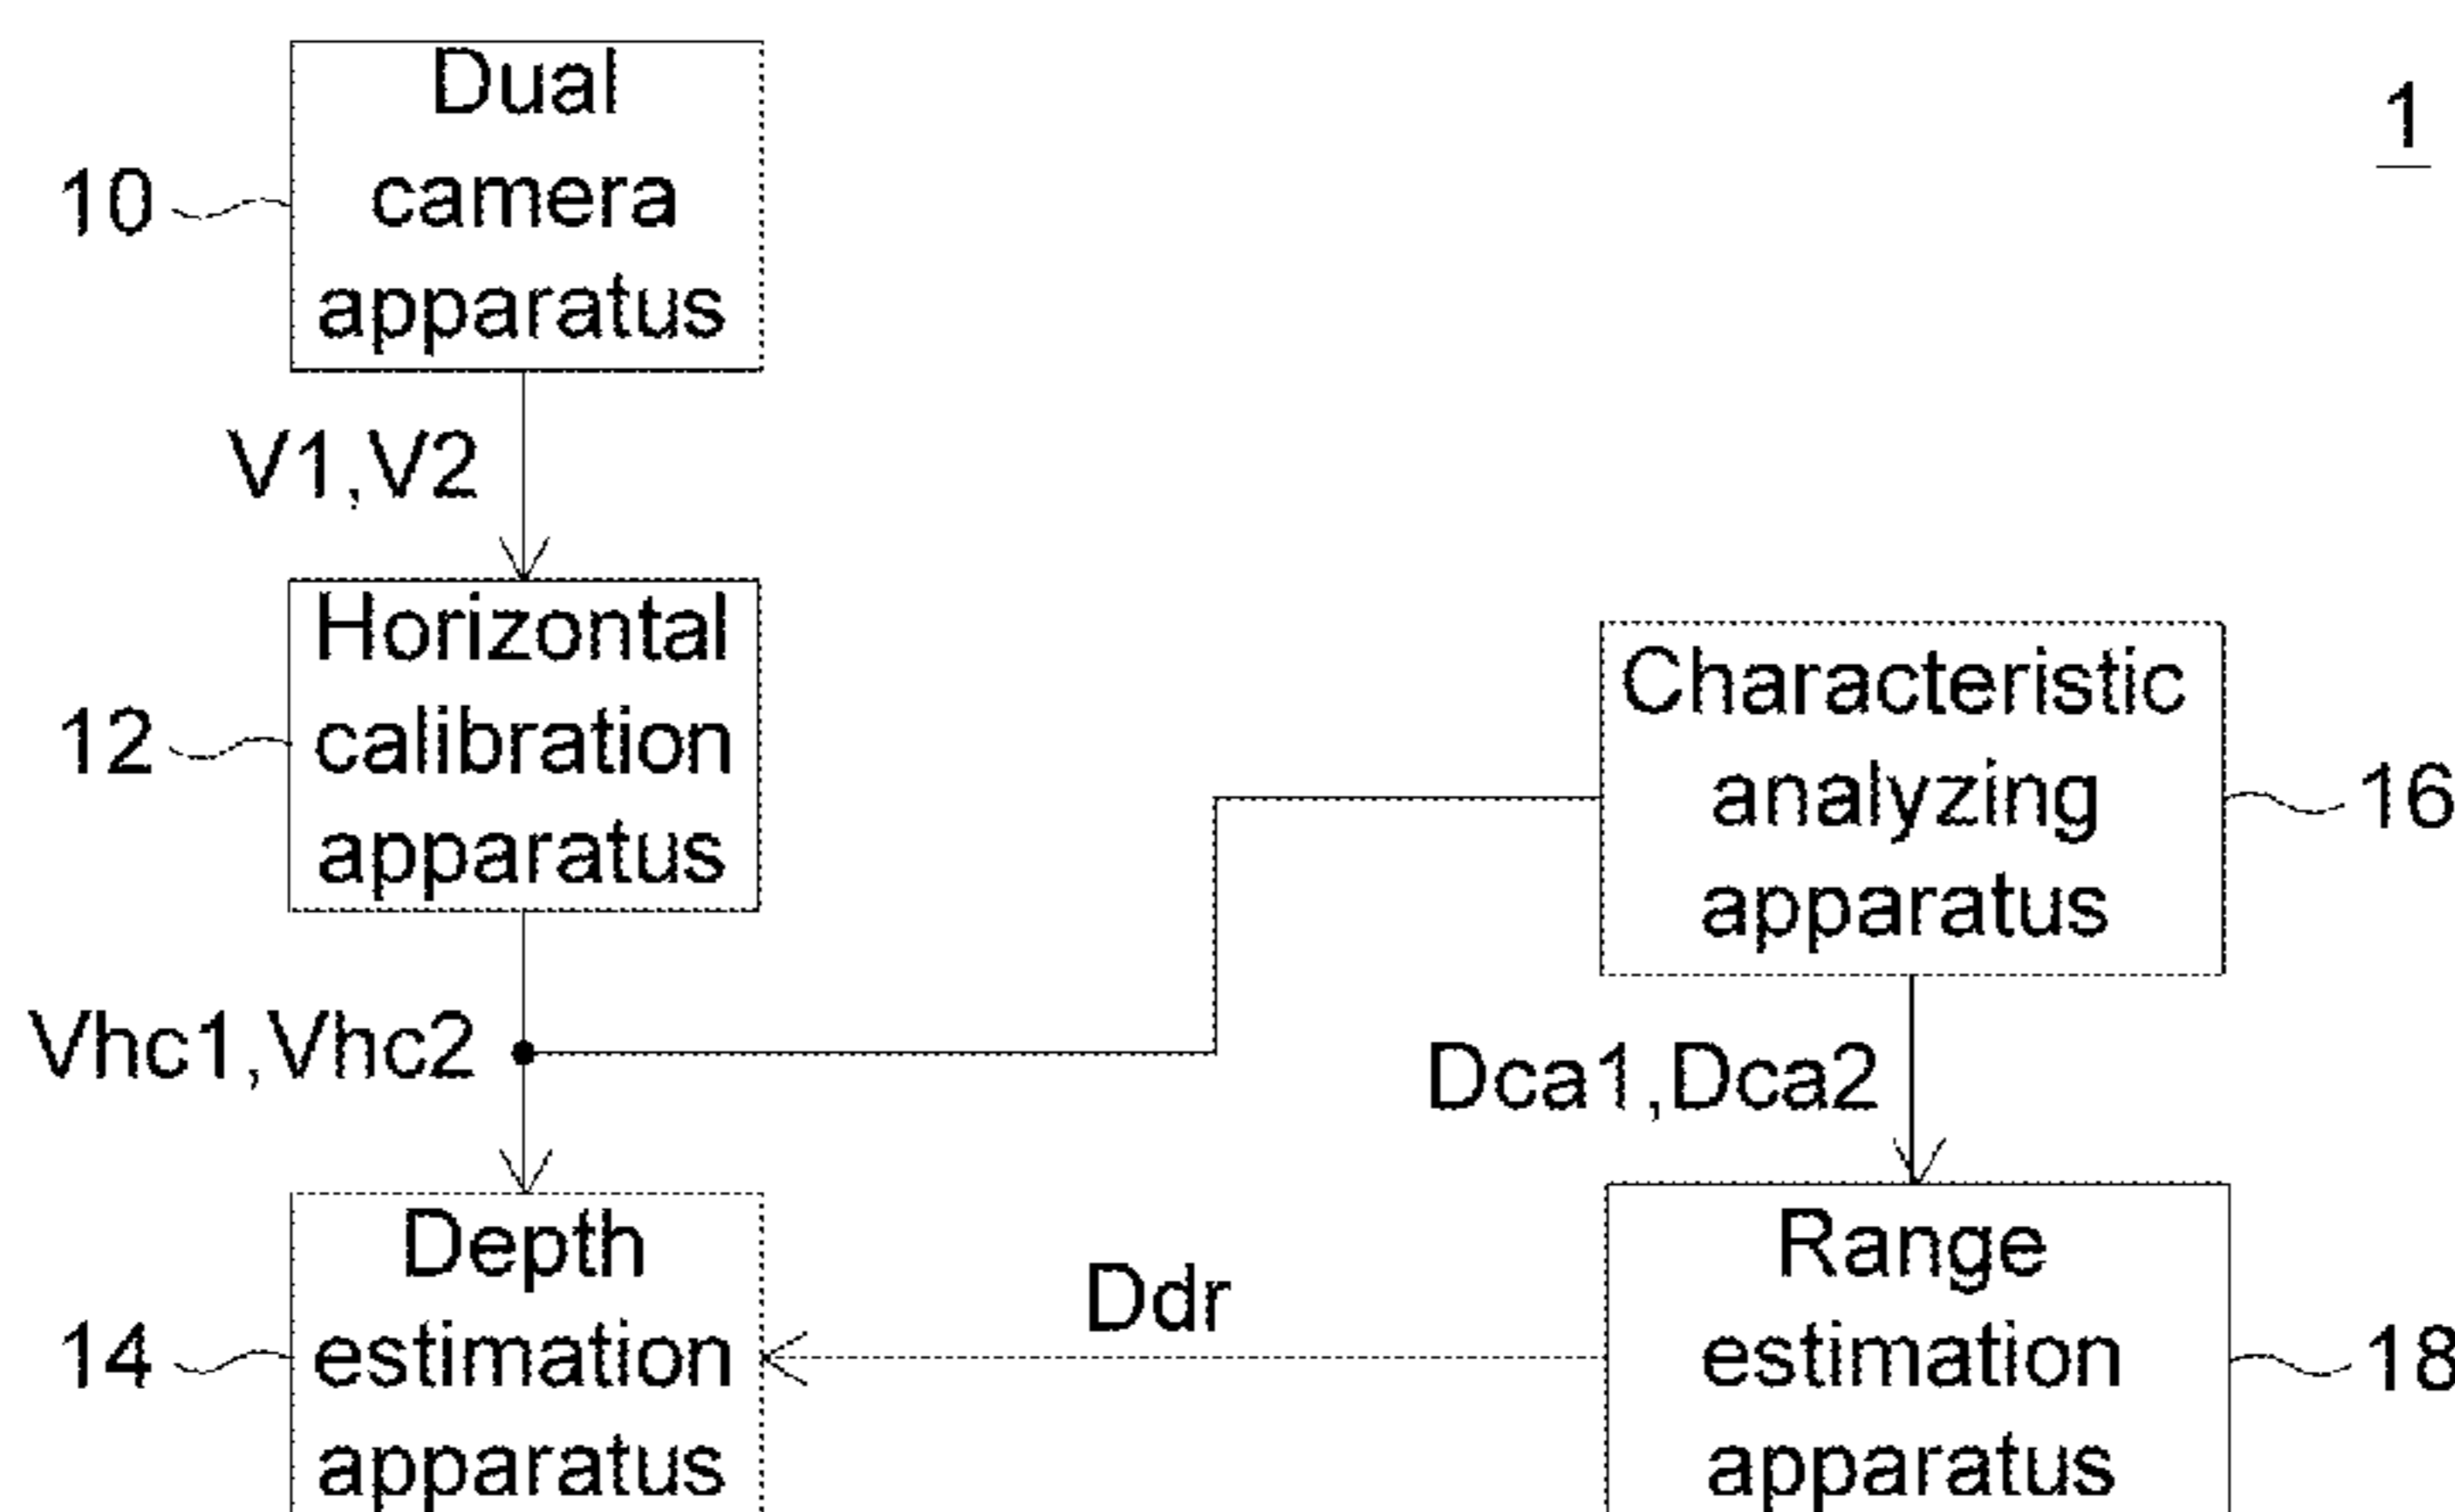 1
10
Dual
camera
apparatus
V1,V2
12
Horizontal
calibration
apparatus
Characteristic
analyzing
apparatus
16
Vhc1,Vhc2
Dca1,Dca2
14
Depth
estimation
apparatus
Ddr
Range
estimation
apparatus
18